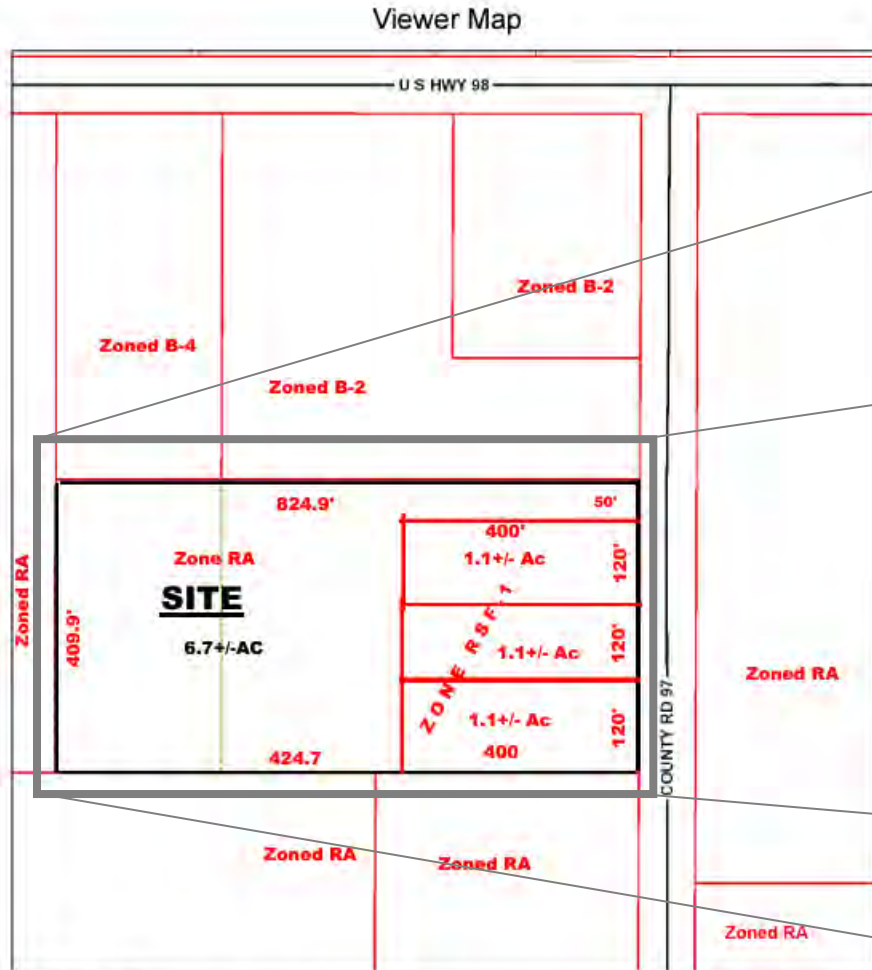 Viewer Map
U S HWY 98
Zoned B-2
Zoned B-4
Zoned B-2
824.9'
50'
400'
Zone RA
1.1+/- Ac
120'
SITE
Zoned RA
409.9'
6.7+/-AC
ZONE RSF-1
1.1+/- Ac
120'
Zoned RA
COUNTY RD 97
1.1+/- Ac
120'
400
424.7
Zoned RA
Zoned RA
Zoned RA